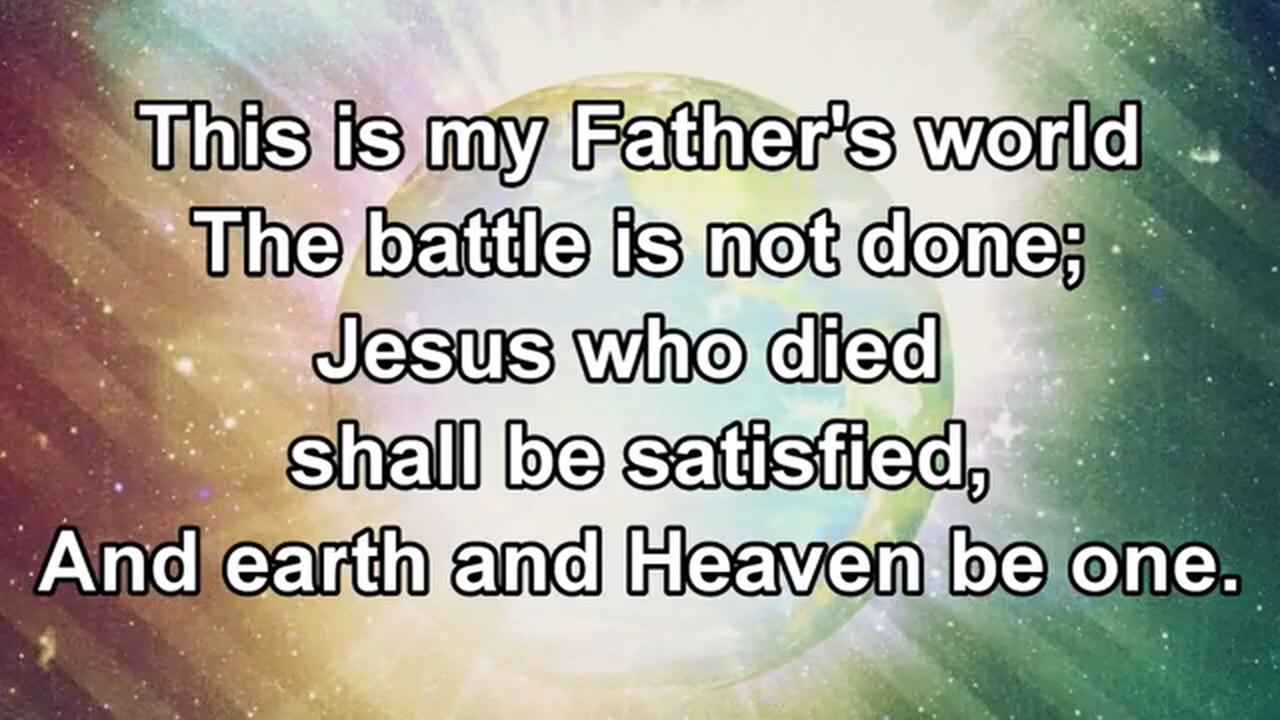 This is my Father's world
The battle is not done;
Jesus who died
shall be satisfied,
And earth and Heaven be one.